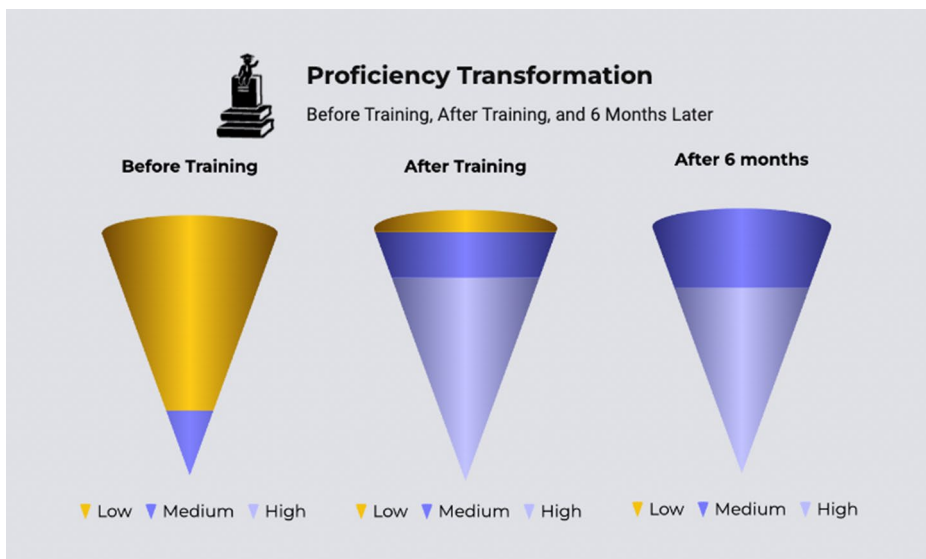 Proficiency Transformation
Before Training, After Training, and 6 Months Later
Before Training
After Training
After 6 months
Low Medium High
Low Medium High
Low Medium High